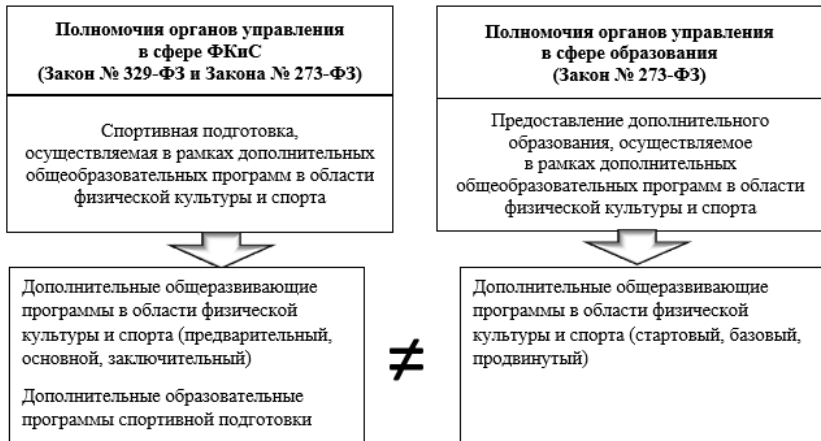 Полномочия органов управления
в сфере ФКиС
(Закон № 329-ФЗ и Закона № 273-ФЗ)
Спортивная подготовка,
осуществляемая в рамках дополнительных
общеобразовательных программ в области
физической культуры и спорта
Дополнительные общеразвивающие
программы в области физической
культуры и спорта (предварительный,
основной, заключительный)
Дополнительные образовательные
программы спортивной подготовки
≠
Полномочия органов управления
в сфере образования
(Закон № 273-ФЗ)
Предоставление дополнительного
образования, осуществляемое
в рамках дополнительных
общеобразовательных программ в области
физической культуры и спорта
Дополнительные общеразвивающие
программы в области физической
культуры и спорта (стартовый, базовый,
продвинутый)